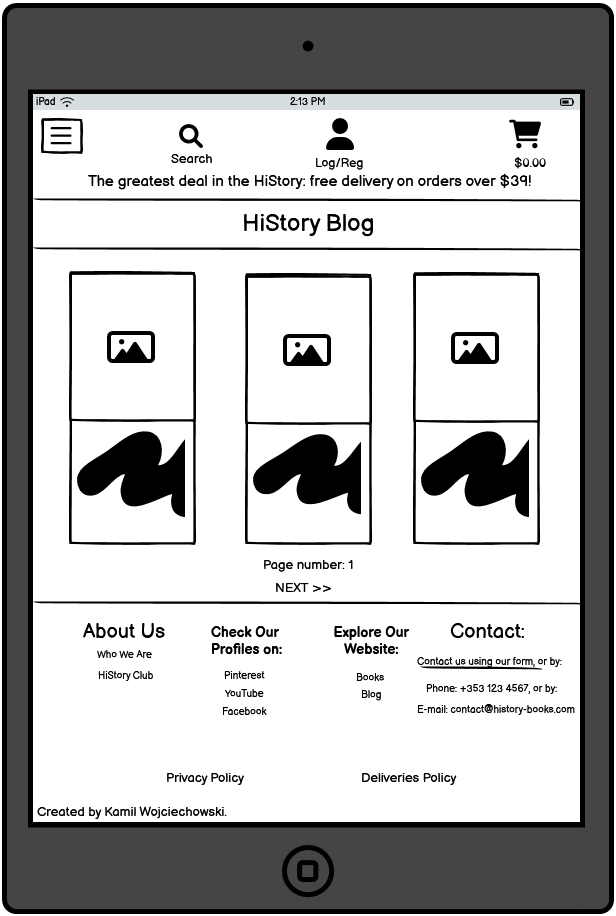 iPad 2:13 PM
Search
Log/Reg
$0.00
The greatest deal in the HiStory: free delivery on orders over $39!
HiStory Blog
Page number: 1
NEXT >>
About Us
Who We Are
HiStory Club
Check Our
Profiles on:
Pinterest
YouTube
Facebook
Explore Our
Website:
Books
Blog
Contact:
Contact us using our form, or by:
Phone: +353 123 4567, or by:
E-mail: contact@history-books.com
Privacy Policy
Deliveries Policy
Created by Kamil Wojciechowski.